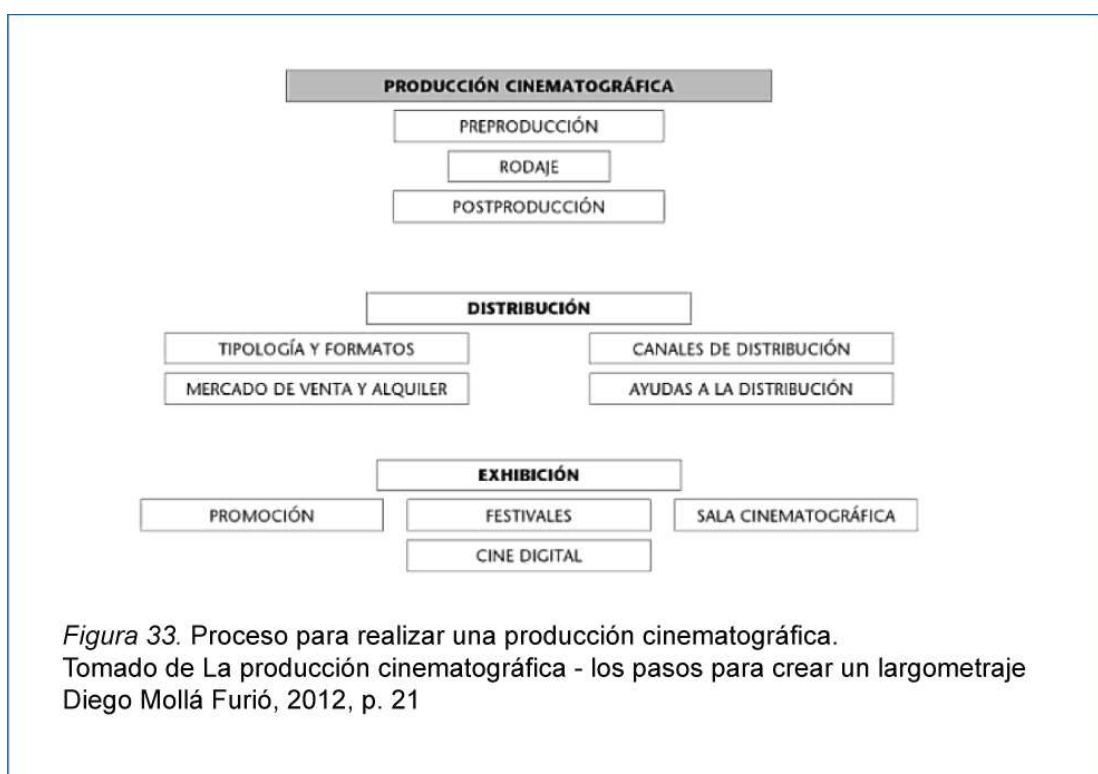 PRODUCCIÓN CINEMATOGRÁFICA
PREPRODUCCIÓN
RODAJE
POSTPRODUCCIÓN
DISTRIBUCIÓN
TIPOLOGÍA Y FORMATOS
CANALES DE DISTRIBUCIÓN
MERCADO DE VENTA Y ALQUILER
AYUDAS A LA DISTRIBUCIÓN
EXHIBICIÓN
PROMOCIÓN
FESTIVALES
SALA CINEMATOGRÁFICA
CINE DIGITAL
Figura 33. Proceso para realizar una producción cinematográfica.
Tomado de La producción cinematográfica - los pasos para crear un largometraje
Diego Mollá Furió, 2012, p. 21